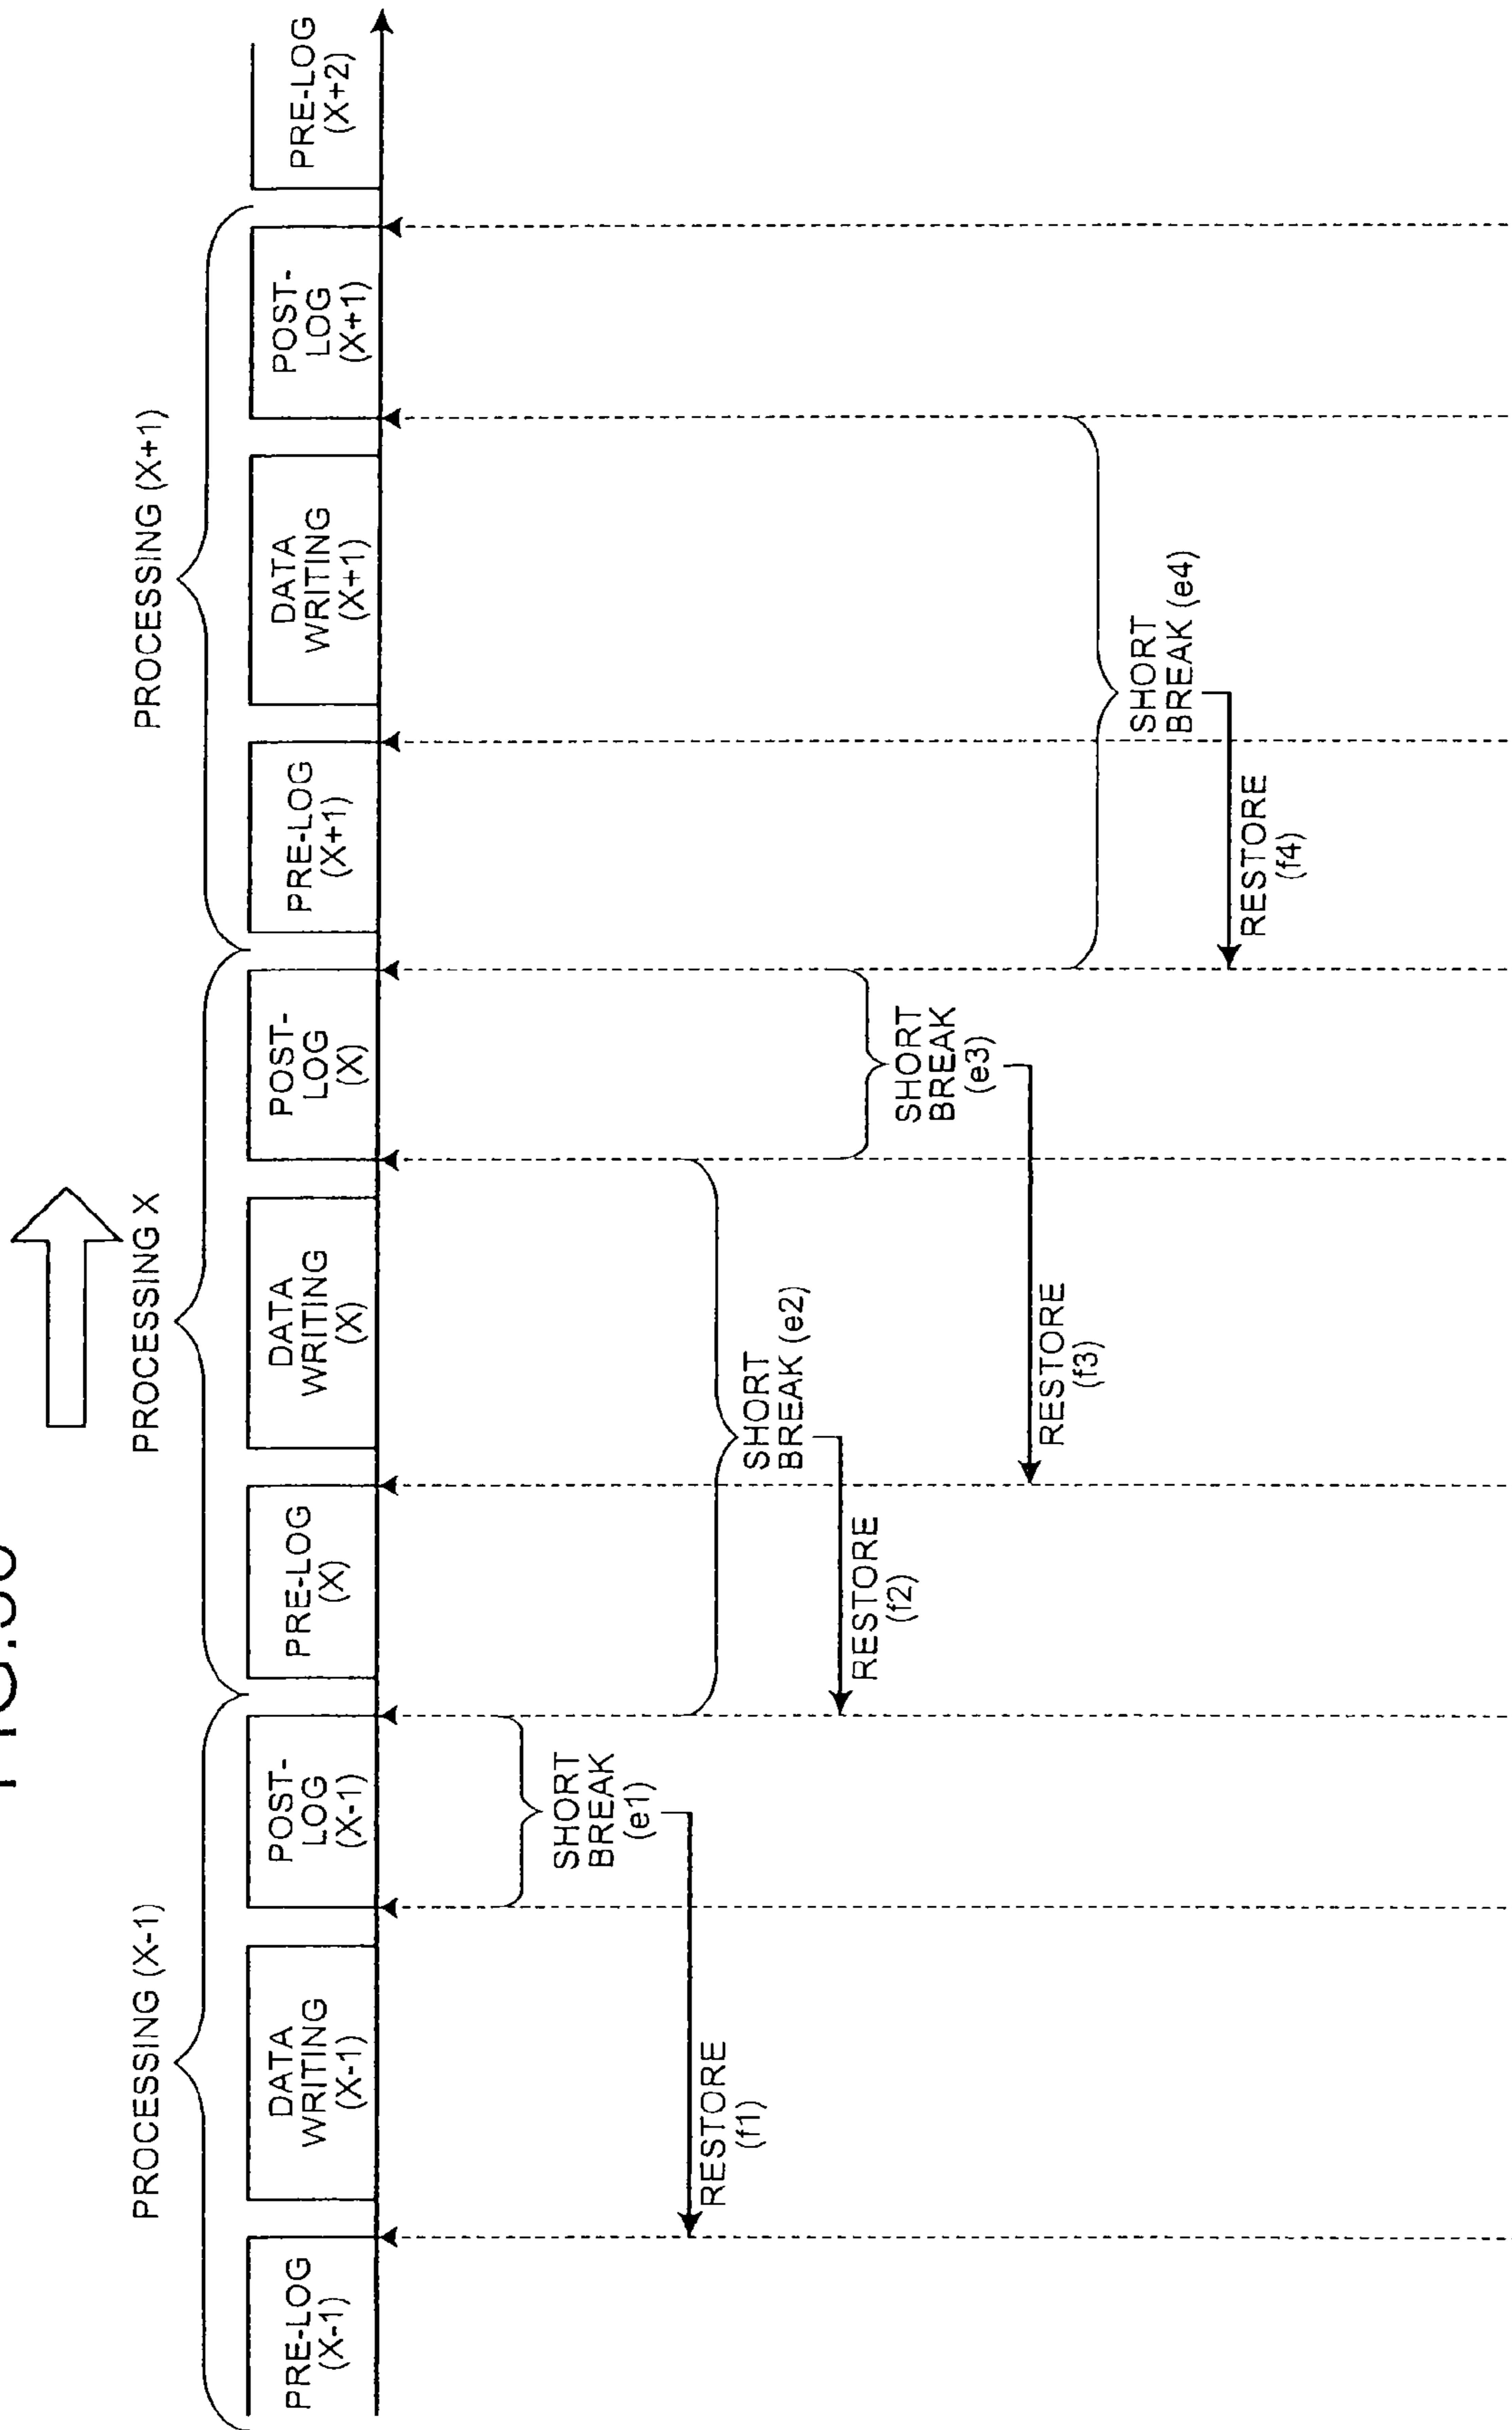 PROCESSING (X-1)
PROCESSING X
PROCESSING (X+1)
PRE-LOG
(X-1)
DATA
WRITING
(X-1)
POST-
LOG
(X-1)
PRE-LOG
(X)
DATA
WRITING
(X)
POST-
LOG
(X)
PRE-LOG
(X+1)
DATA
WRITING
(X+1)
POST-
LOG
(X+1)
PRE-LOG
(X+2)
SHORT
BREAK
(e1)
RESTORE
(f1)
SHORT
BREAK (e2)
RESTORE
(f2)
SHORT
BREAK
(e3)
RESTORE
(f3)
SHORT
BREAK (e4)
RESTORE
(f4)